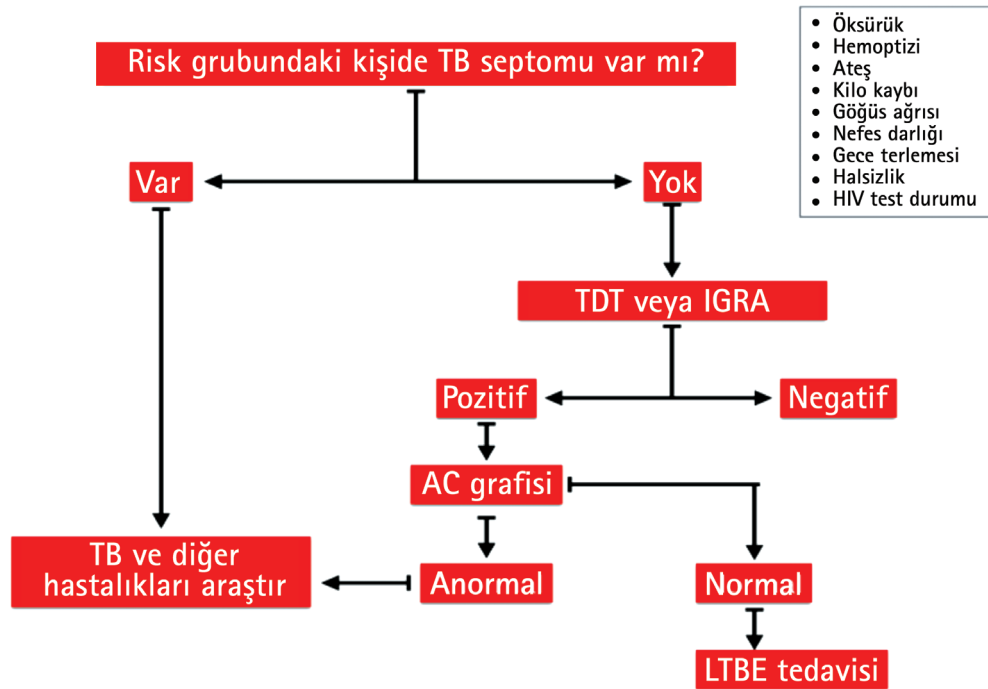 Risk grubundaki kişide TB septomu var mı?
• Öksürük
• Hemoptizi
• Ateş
• Kilo kaybı
• Göğüs ağrısı
• Nefes darlığı
• Gece terlemesi
• Halsizlik
• HIV test durumu
Var
Yok
TDT veya IGRA
Pozitif
Negatif
AC grafisi
TB ve diğer
hastalıkları araştır
Anormal
Normal
LTBE tedavisi